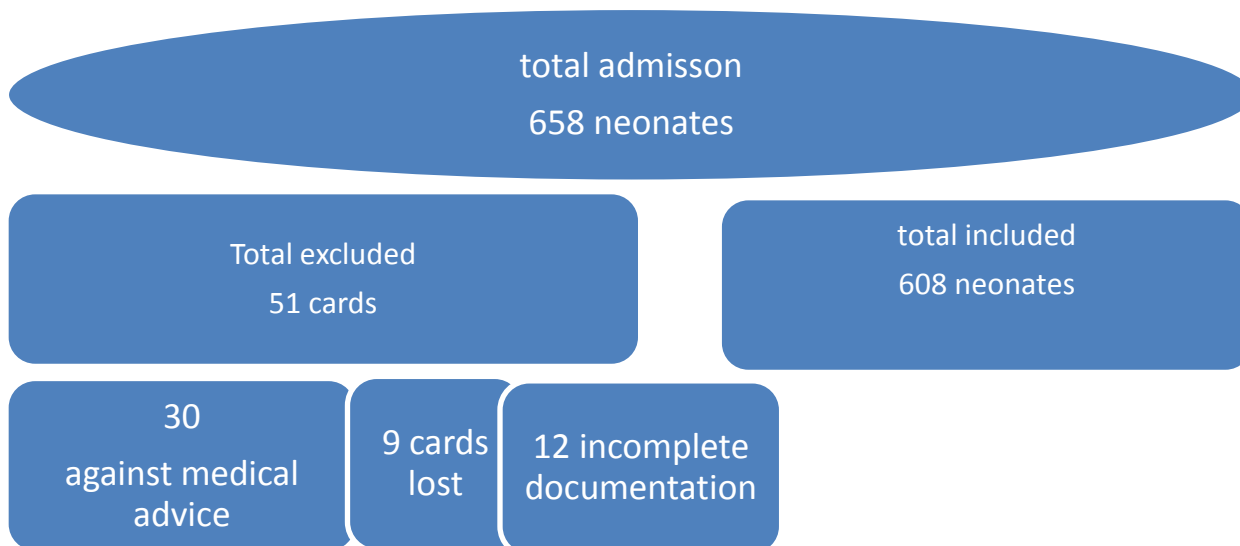 total admisson
658 neonates
Total excluded
51 cards
total included
608 neonates
30
against medical
advice
9 cards
lost
12 incomplete
documentation